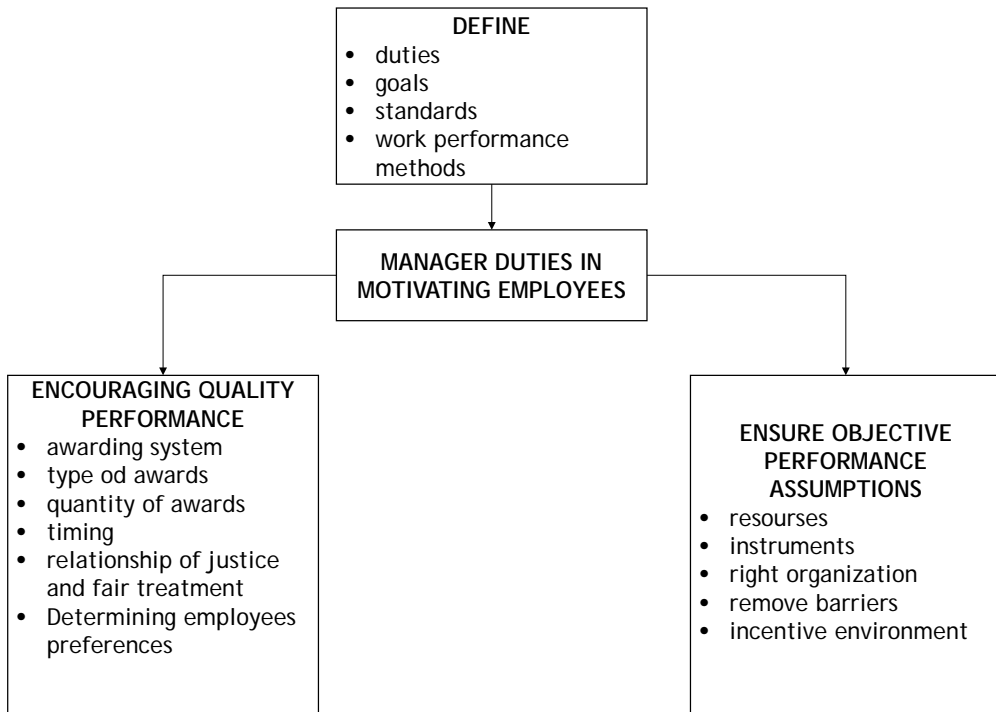 DEFINE
• duties
• goals
• standards
• work performance
methods
MANAGER DUTIES IN
MOTIVATING EMPLOYEES
ENCOURAGING QUALITY
PERFORMANCE
• awarding system
• type od awards
• quantity of awards
• timing
• relationship of justice
and fair treatment
• Determining employees
preferences
ENSURE OBJECTIVE
PERFORMANCE
ASSUMPTIONS
• resourses
• instruments
• right organization
• remove barriers
• incentive environment